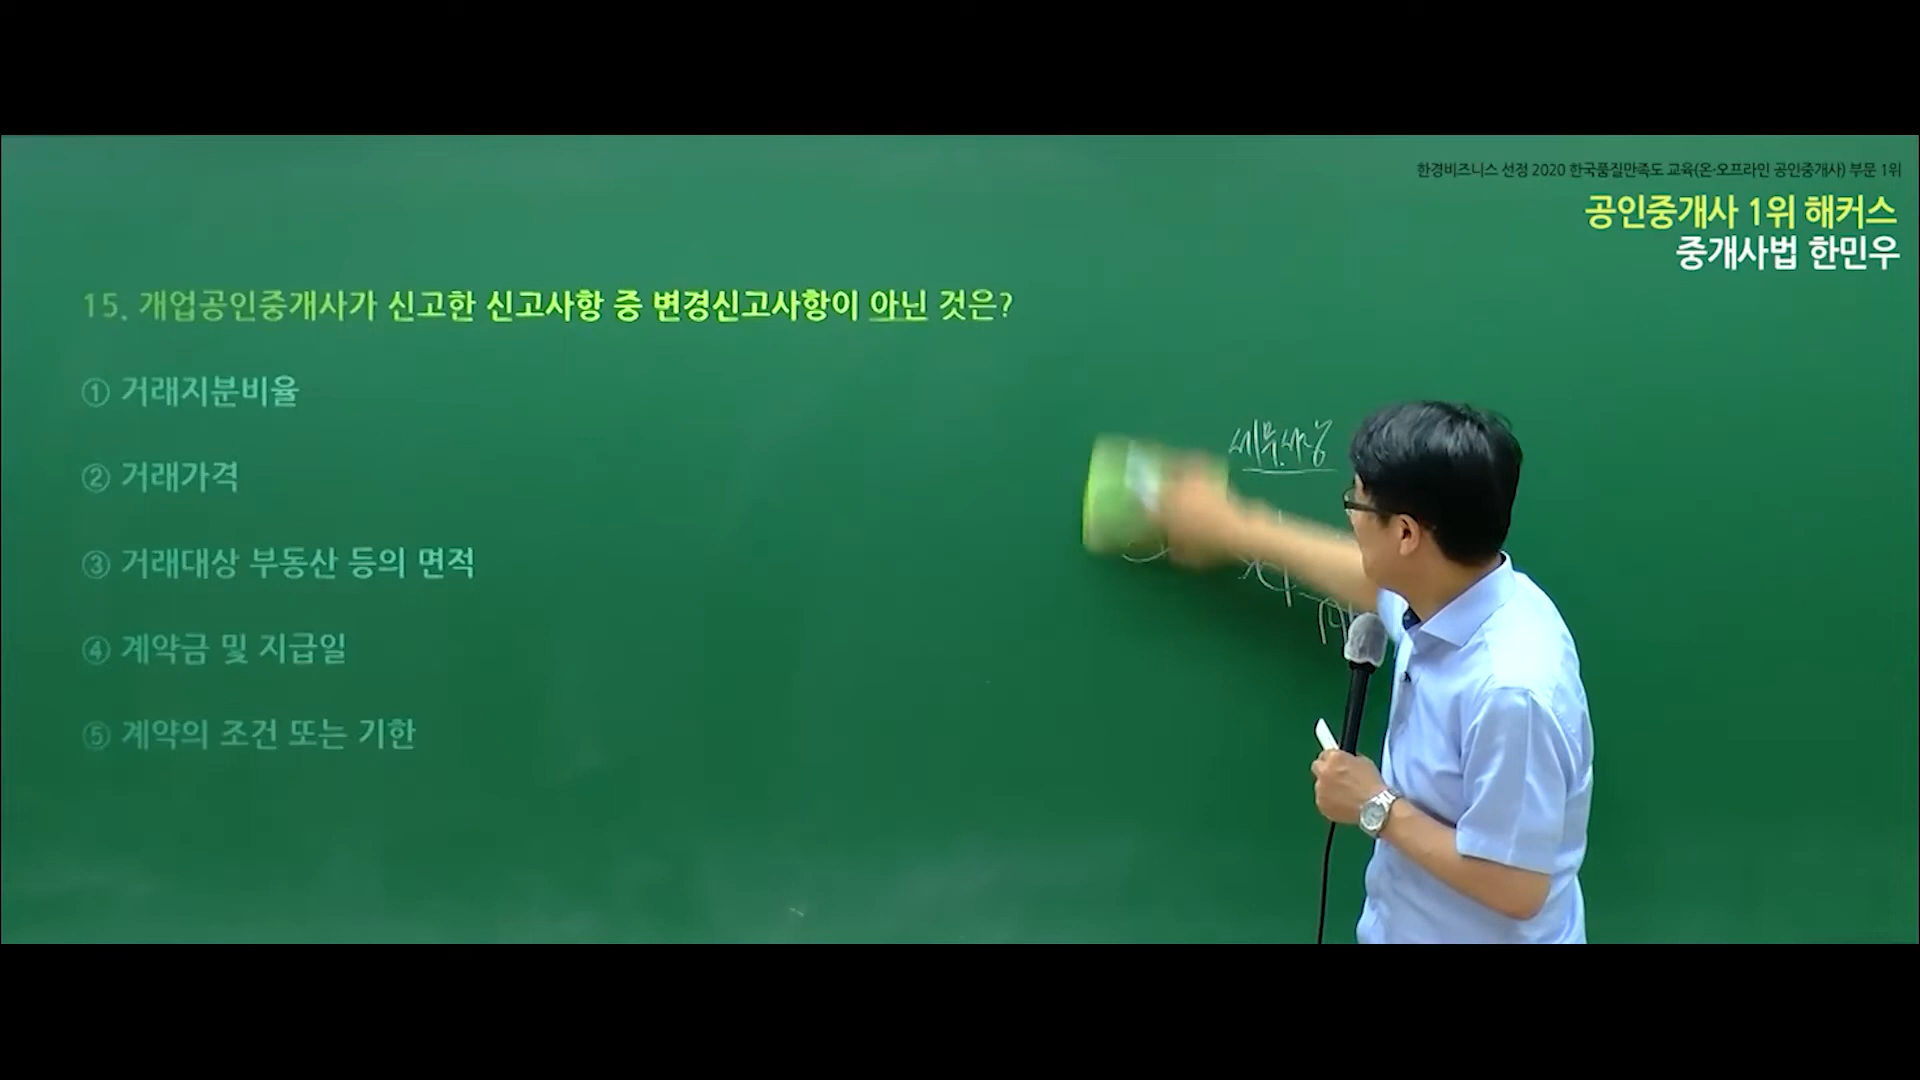 한경비즈니스 선정 2020 한국품질만족도 교육(온·오프라인 공인중개사) 부문 1위
공인중개사 1위 해커스
중개사법 한민우
15. 개업공인중개사가 신고한 신고사항 중 변경신고사항이 아닌 것은?
① 거래지분비율
② 거래가격
③ 거래대상 부동산 등의 면적
④ 계약금 및 지급일
⑤ 계약의 조건 또는 기한
세무서장